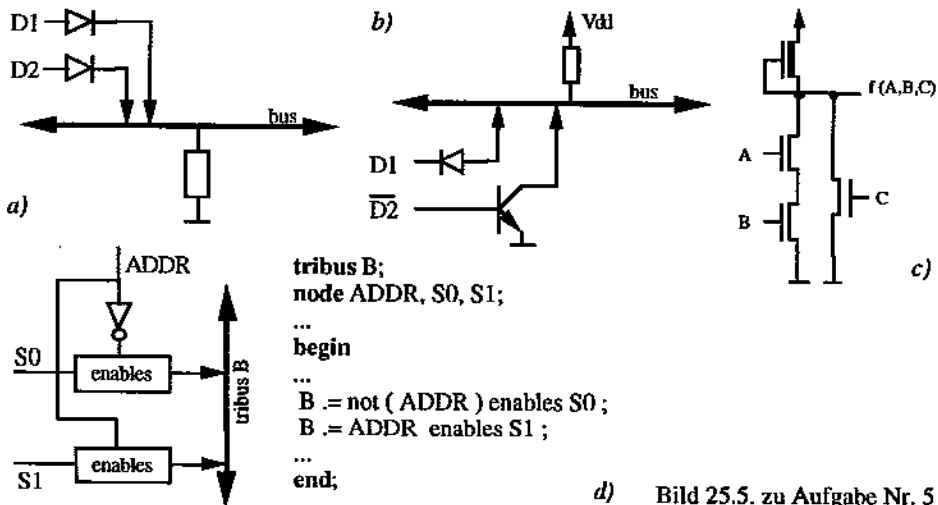 D1
D2
bus
a)
b)
Vdd
bus
D1
D2
f (A,B,C)
A
B
C
c)
ADDR
S0
enables
S1
enables
tribus B
tribus B;
node ADDR, S0, S1;
...
begin
...
B .= not ( ADDR ) enables S0 ;
B .= ADDR enables S1 ;
...
end;
d) Bild 25.5. zu Aufgabe Nr. 5